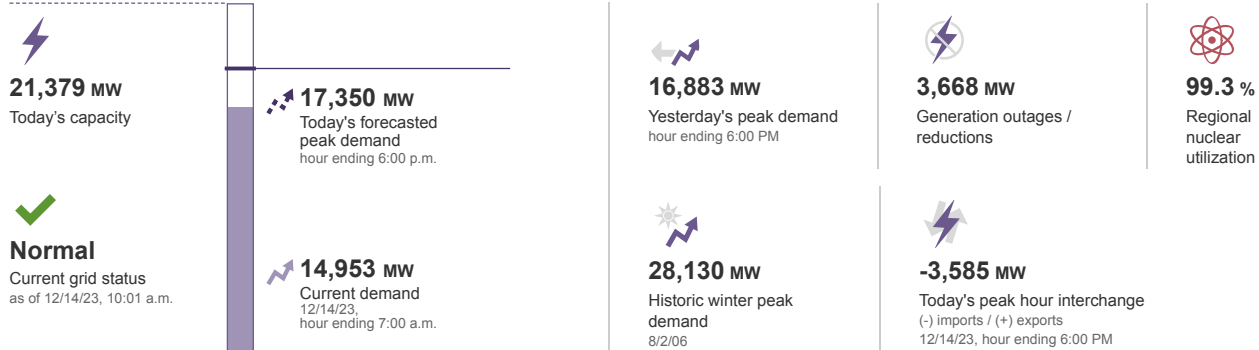 21,379 MW
Today's capacity
Normal
Current grid status
as of 12/14/23, 10:01 a.m.
17,350 MW
Today's forecasted
peak demand
hour ending 6:00 p.m.
14,953 MW
Current demand
12/14/23,
hour ending 7:00 a.m.
16,883 MW
Yesterday's peak demand
hour ending 6:00 PM
3,668 MW
Generation outages /
reductions
99.3 %
Regional
nuclear
utilization
28,130 MW
Historic winter peak
demand
8/2/06
-3,585 MW
Today's peak hour interchange
(-) imports / (+) exports
12/14/23, hour ending 6:00 PM